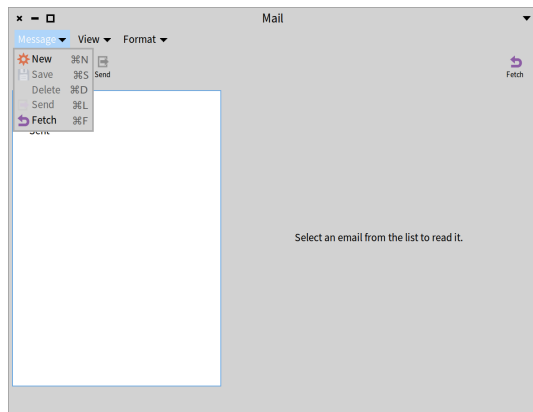 Mail
Message View Format
New ⌘N
Save ⌘S
Delete ⌘D
Send ⌘L
Fetch ⌘F
Send
Fetch
Sent
Select an email from the list to read it.